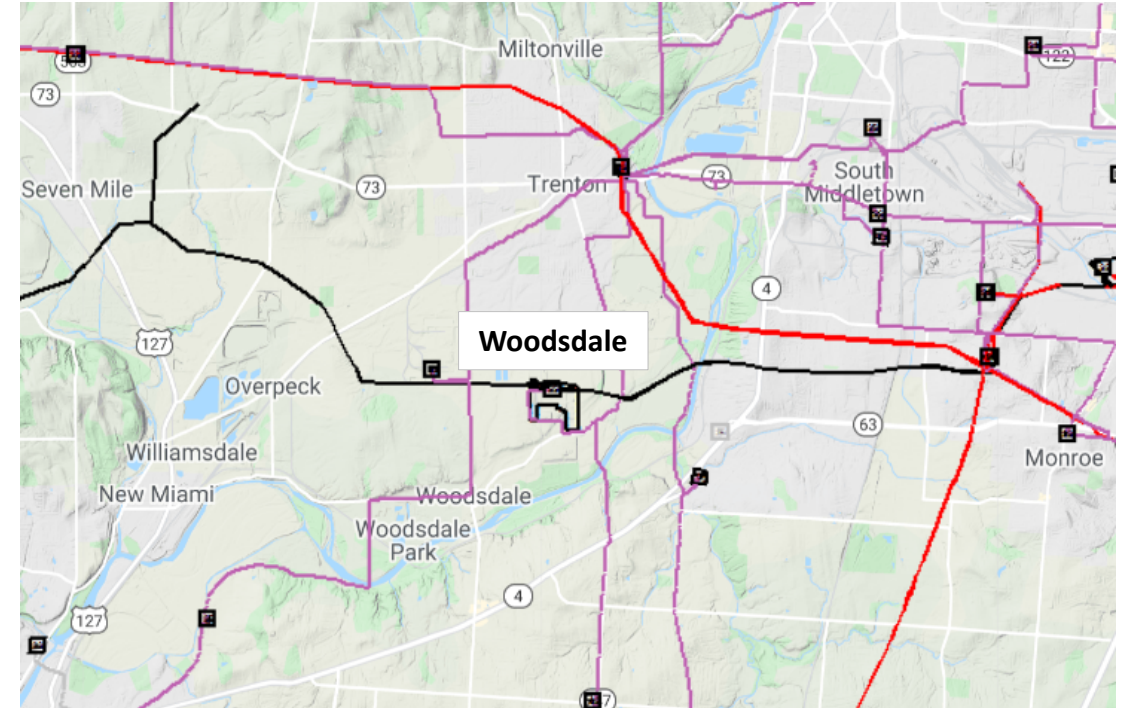 Miltonville
122
73
Seven Mile
73
Trenton
73
South
Middletown
4
127
Woodsdale
Overpeck
63
Williamsdale
Monroe
New Miami
Woodsdale
Woodsdale
Park
4
127